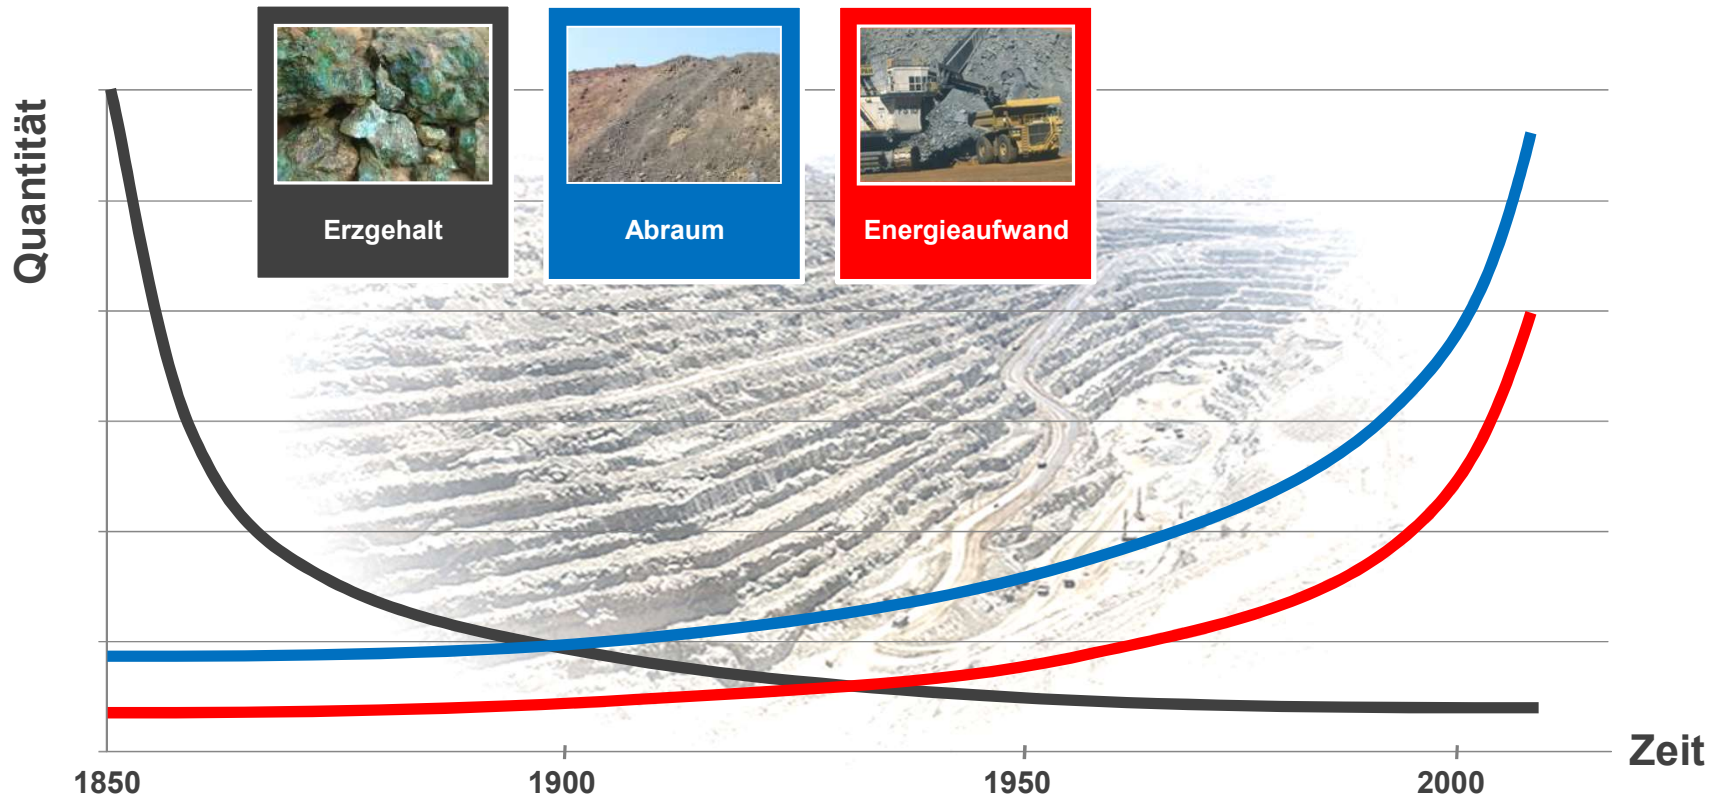 Quantität
Erzgehalt
Abraum
Energieaufwand
Zeit
1850
1900
1950
2000